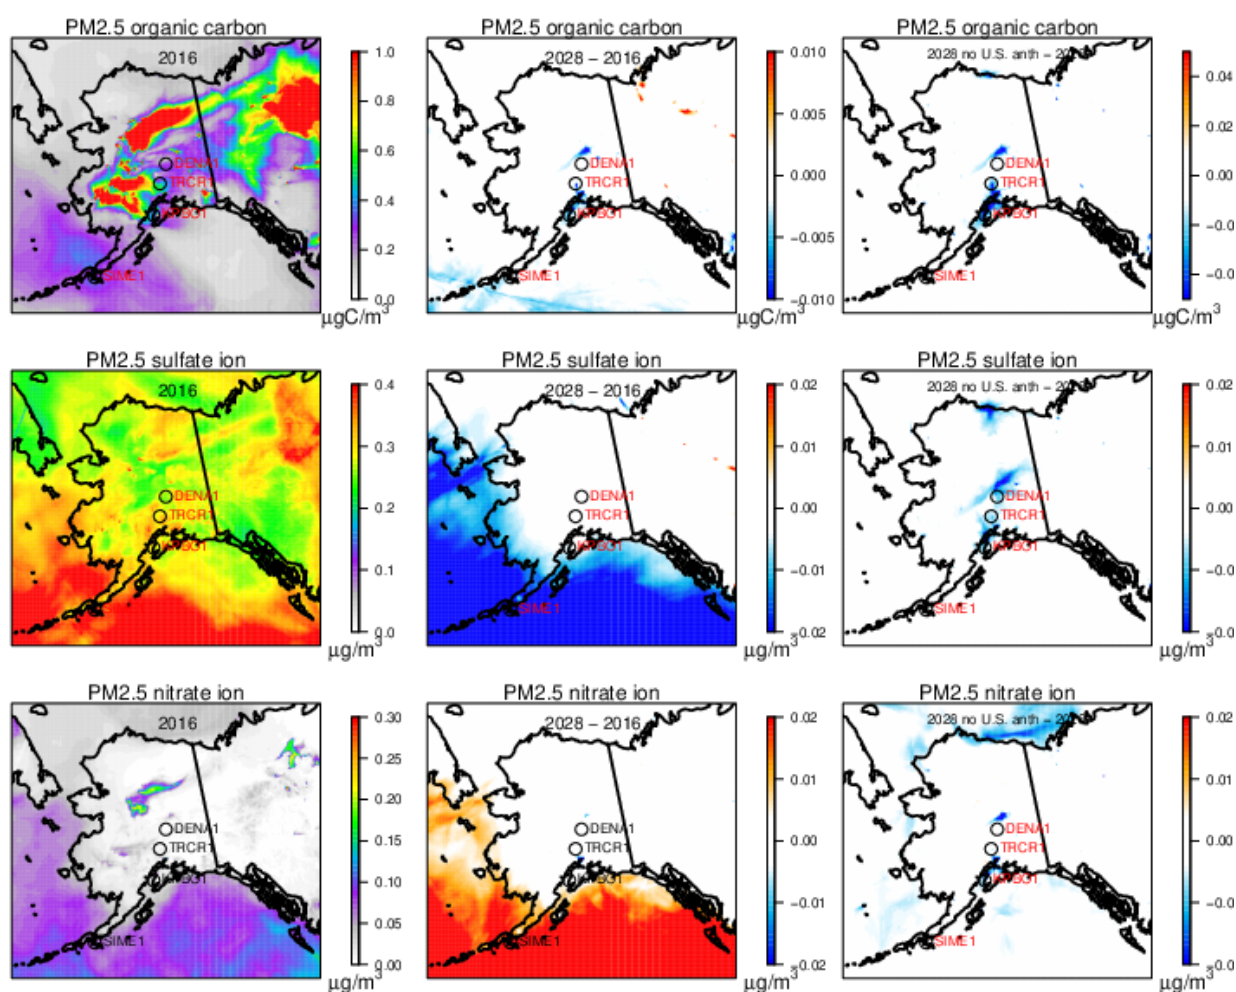 PM2.5 organic carbon
2016
1.0
0.8
0.6
0.4
0.2
0.0
DENA1
TRCR1
SIME1
µgC/m³
PM2.5 organic carbon
2028 − 2016
0.010
0.005
0.000
−0.005
−0.010
DENA1
TRCR1
SIME1
µgC/m³
PM2.5 organic carbon
2028 no U.S. anth −
0.04
0.02
0.00
DENA1
TRCR1
SIME1
µgC/m³
PM2.5 sulfate ion
2016
0.4
0.3
0.2
0.1
0.0
DENA1
TRCR1
µg/m³
PM2.5 sulfate ion
2028 − 2016
0.02
0.01
0.00
−0.01
−0.02
DENA1
TRCR1
SIME1
µg/m³
PM2.5 sulfate ion
2028 no U.S. anth −
0.02
0.01
0.00
−0.0
−0.0
DENA1
TRCR1
SIME1
µg/m³
PM2.5 nitrate ion
2016
0.30
0.25
0.20
0.15
0.10
0.05
0.00
DENA1
TRCR1
SIME1
µg/m³
PM2.5 nitrate ion
2028 − 2016
0.02
0.01
0.00
−0.01
−0.02
DENA1
TRCR1
SIME1
µg/m³
PM2.5 nitrate ion
2028 no U.S. anth −
0.02
0.01
0.00
−0.0
−0.0
DENA1
TRCR1
SIME1
µg/m³